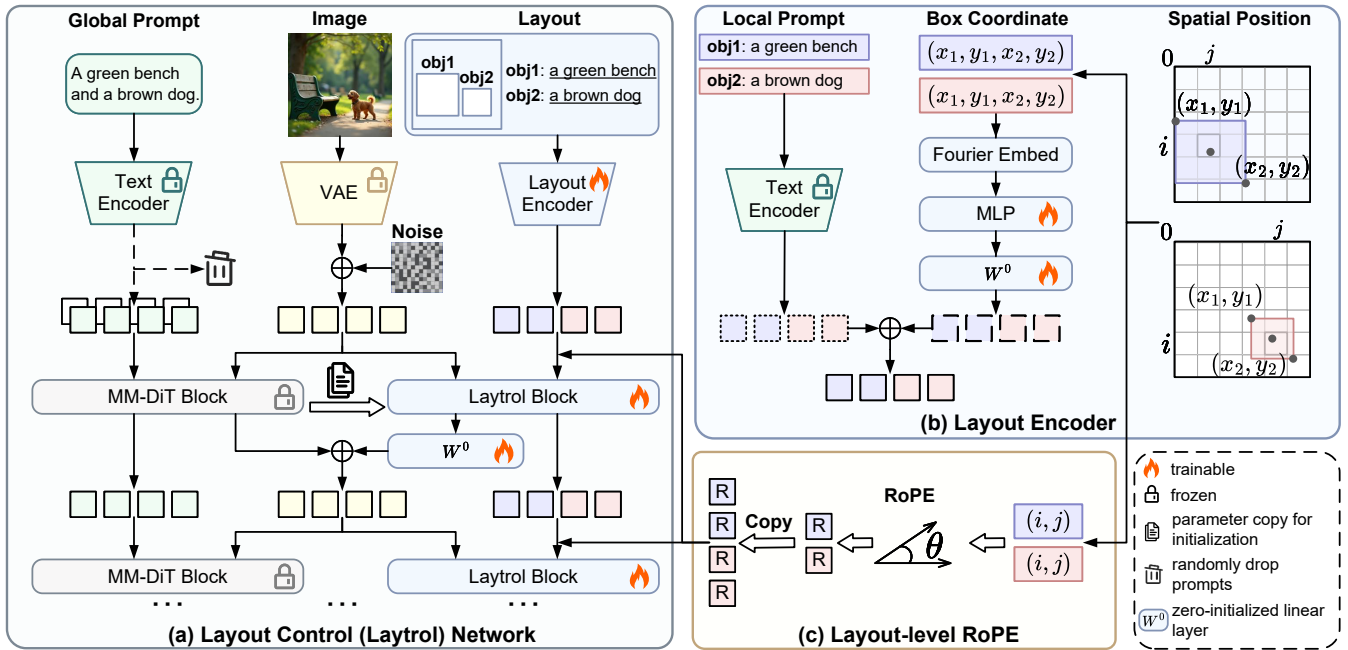 Global Prompt
Image
Layout
A green bench
and a brown dog.
obj1
obj2
obj1: a green bench
obj2: a brown dog
Text
Encoder
VAE
Layout
Encoder
Noise
MM-DiT Block
Laytrol Block
W⁰
MM-DiT Block
Laytrol Block
...
...
...
(a) Layout Control (Laytrol) Network
Local Prompt
Box Coordinate
Spatial Position
obj1: a green bench
obj2: a brown dog
(x₁, y₁, x₂, y₂)
(x₁, y₁, x₂, y₂)
Fourier Embed
Text
Encoder
MLP
W⁰
0
j
(x₁, y₁)
i
(x₂, y₂)
0
j
(x₁, y₁)
i
(x₂, y₂)
(b) Layout Encoder
R
R
R
R
Copy
R
R
RoPE
θ
(i, j)
(i, j)
(c) Layout-level RoPE
trainable
frozen
parameter copy for
initialization
randomly drop
prompts
W⁰ zero-initialized linear
layer